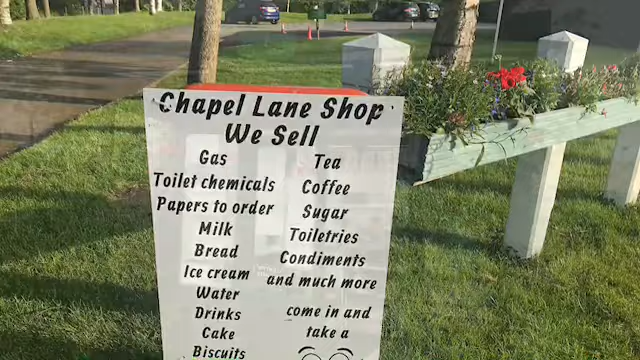 Chapel Lane Shop
We Sell
Gas
Toilet chemicals
Papers to order
Milk
Bread
Ice cream
Water
Drinks
Cake
Biscuits
Tea
Coffee
Sugar
Toiletries
Condiments
and much more
come in and
take a